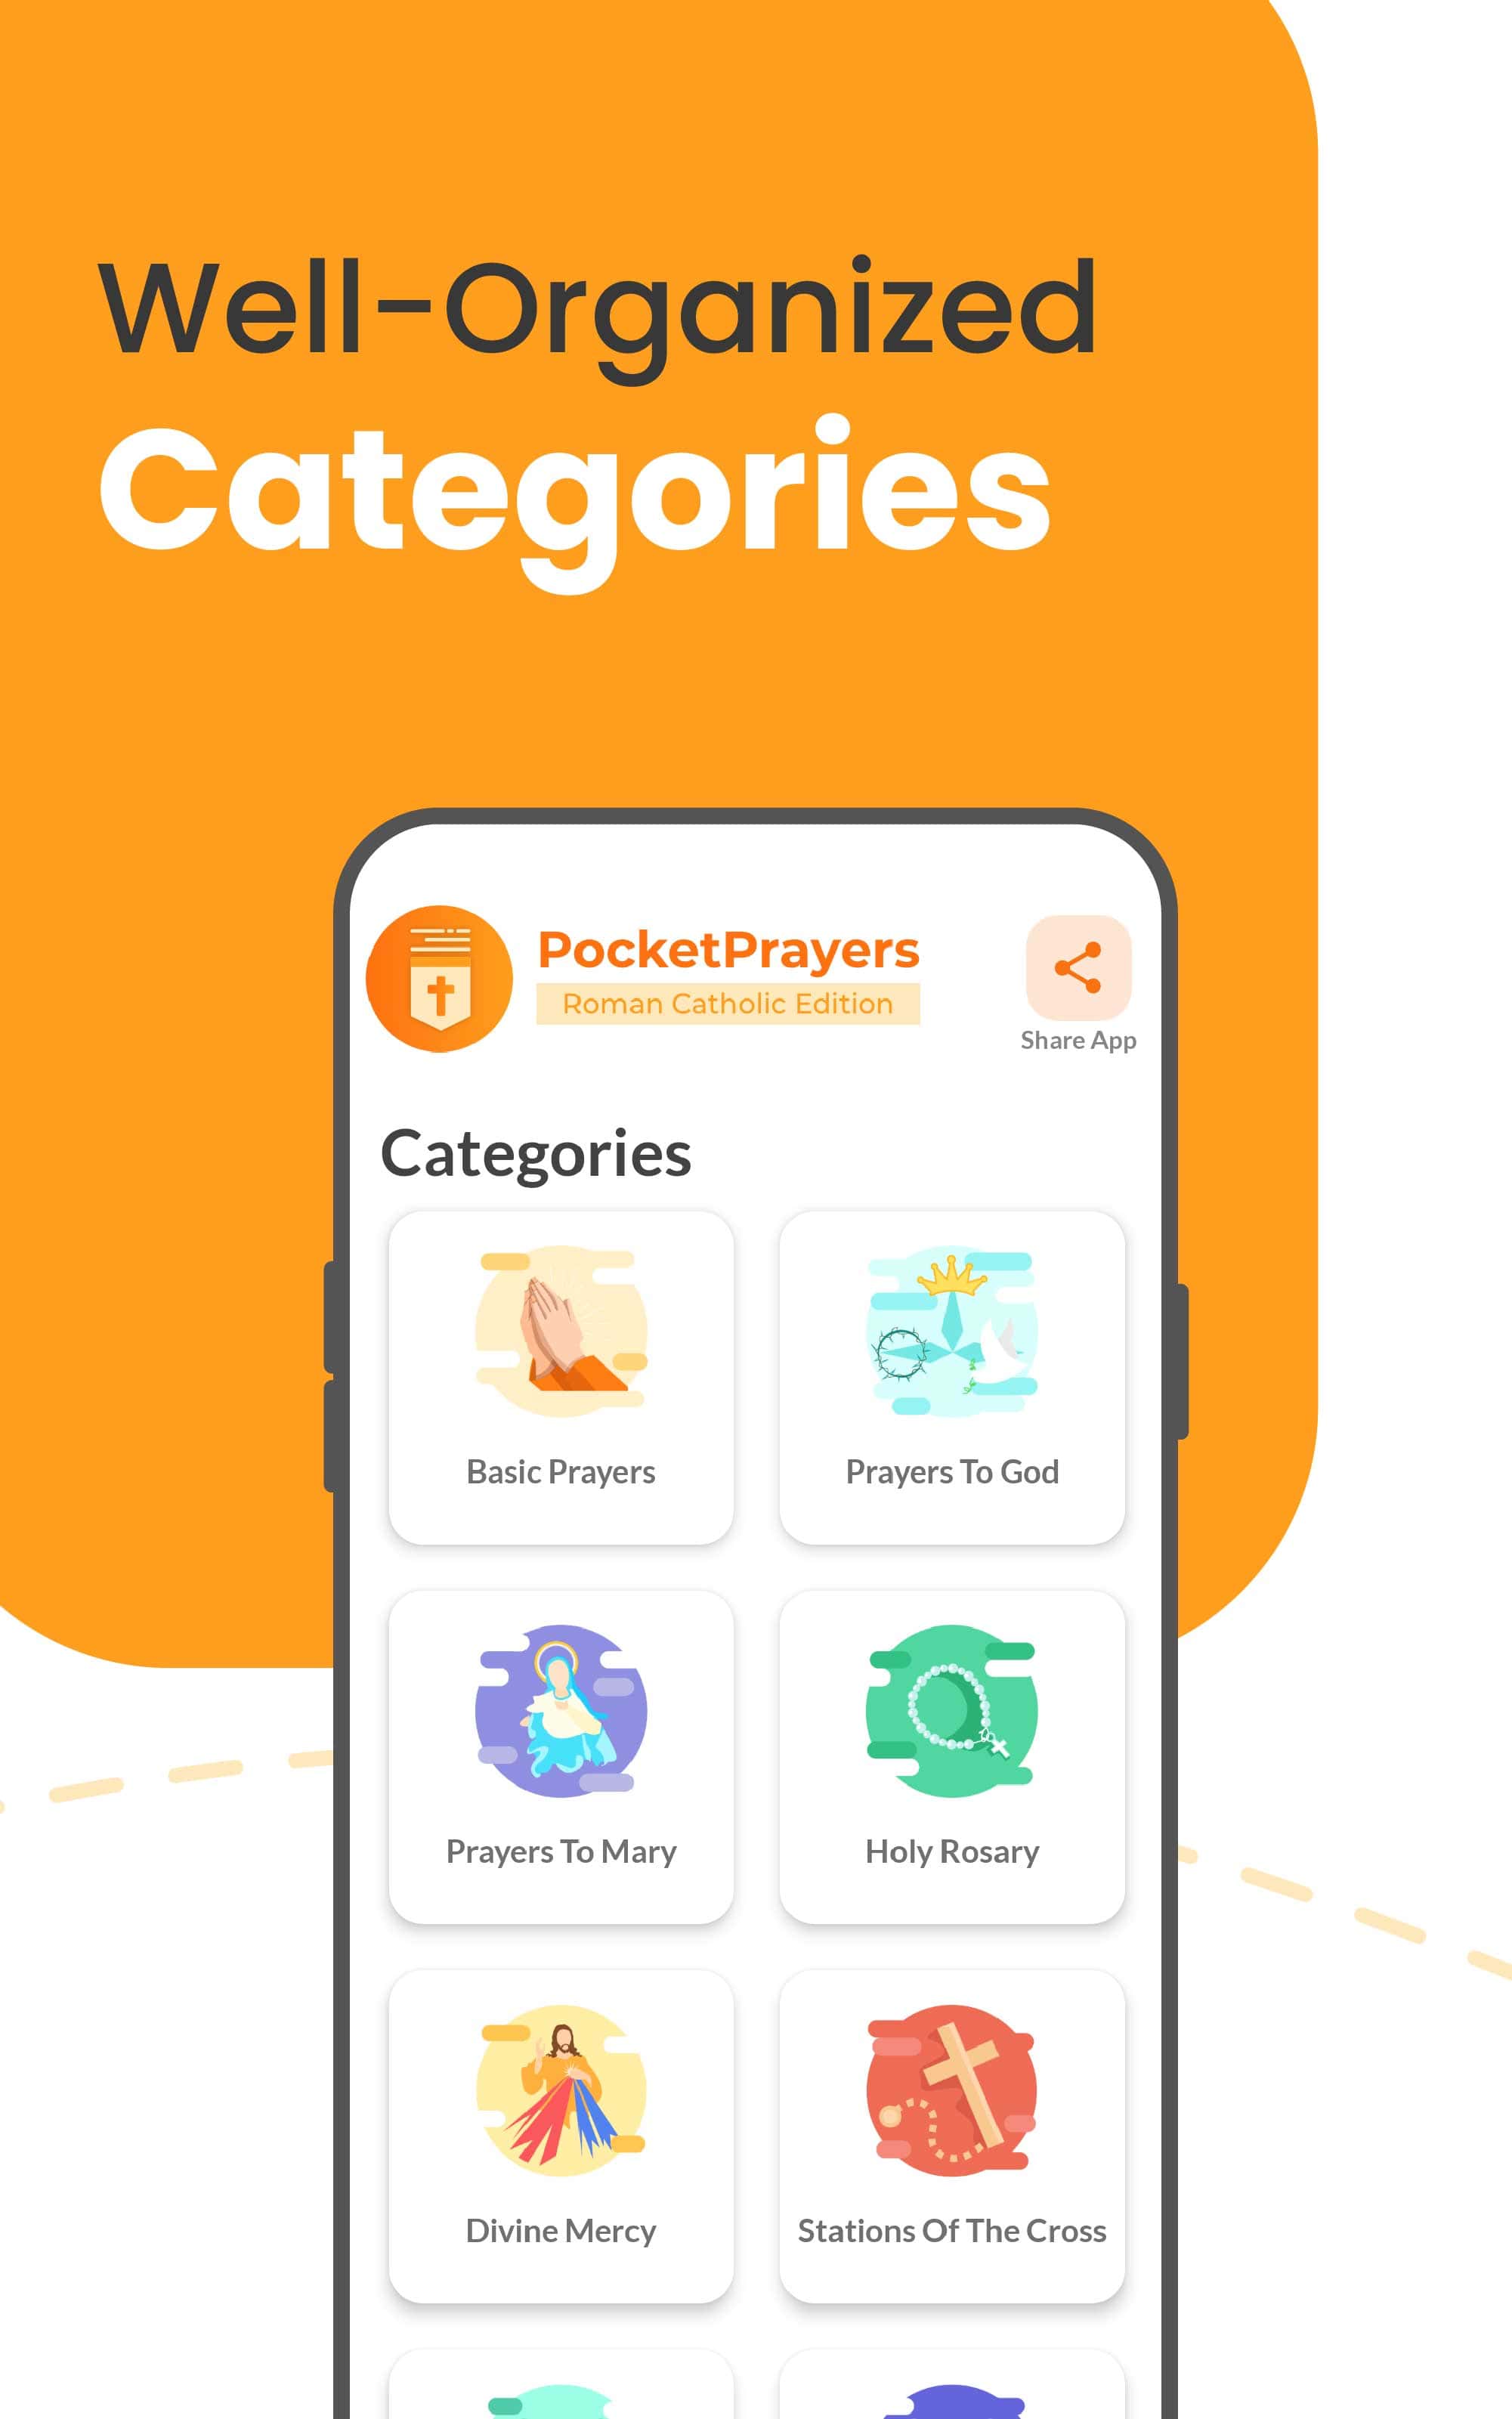 Well-Organized
Categories
PocketPrayers
Roman Catholic Edition
Share App
Categories
Basic Prayers
Prayers To God
Prayers To Mary
Holy Rosary
Divine Mercy
Stations Of The Cross